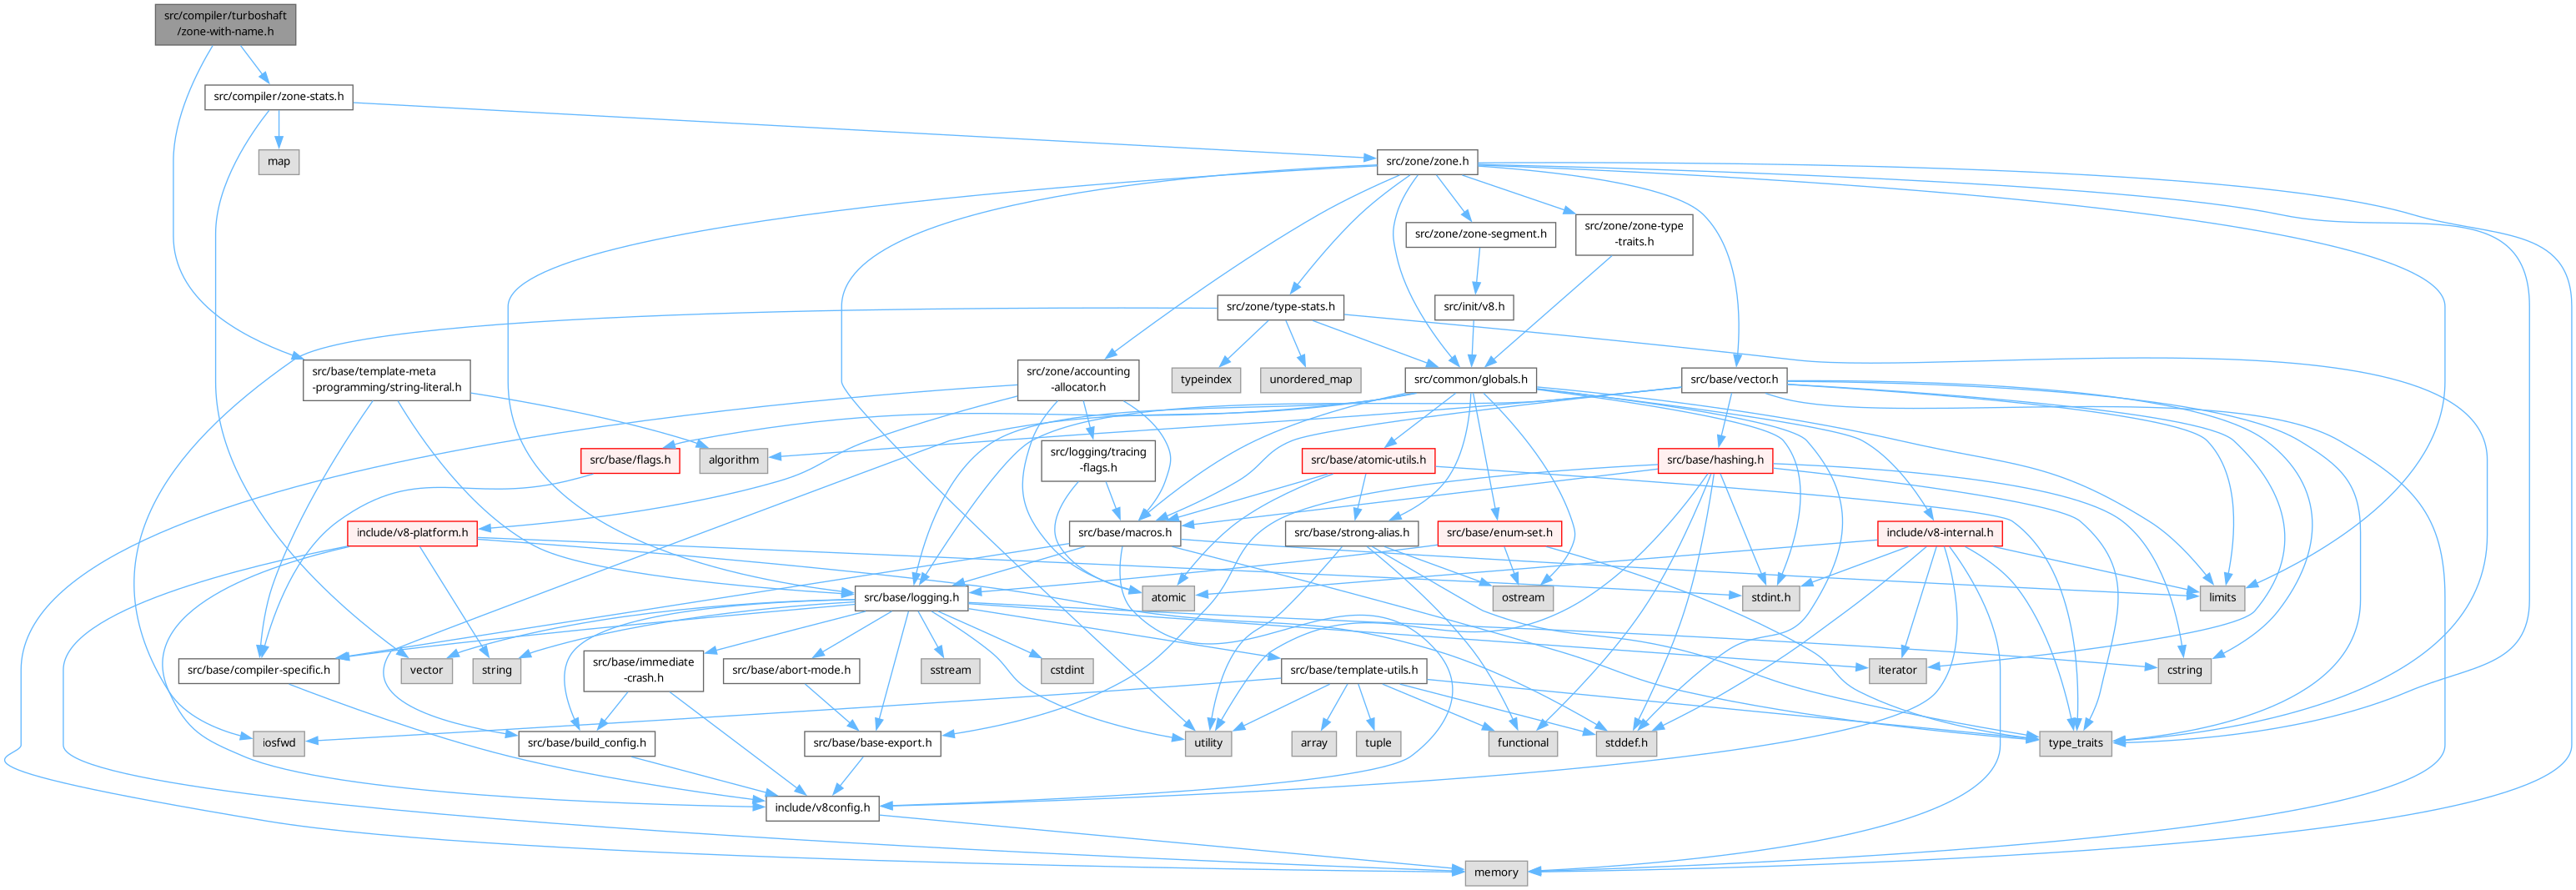 src/compiler/turboshaft
/zone-with-name.h
src/compiler/zone-stats.h
map
src/zone/zone.h
src/zone/zone-segment.h
src/zone/zone-type
-traits.h
src/zone/type-stats.h
src/init/v8.h
src/base/template-meta
-programming/string-literal.h
src/zone/accounting
-allocator.h
typeindex
unordered_map
src/common/globals.h
src/base/vector.h
src/base/flags.h
algorithm
src/logging/tracing
-flags.h
src/base/atomic-utils.h
src/base/hashing.h
include/v8-platform.h
src/base/macros.h
src/base/strong-alias.h
src/base/enum-set.h
include/v8-internal.h
src/base/logging.h
atomic
ostream
stdint.h
limits
src/base/compiler-specific.h
vector
string
src/base/immediate
-crash.h
src/base/abort-mode.h
sstream
cstdint
src/base/template-utils.h
iterator
cstring
iosfwd
src/base/build_config.h
src/base/base-export.h
utility
array
tuple
functional
stddef.h
type_traits
include/v8config.h
memory